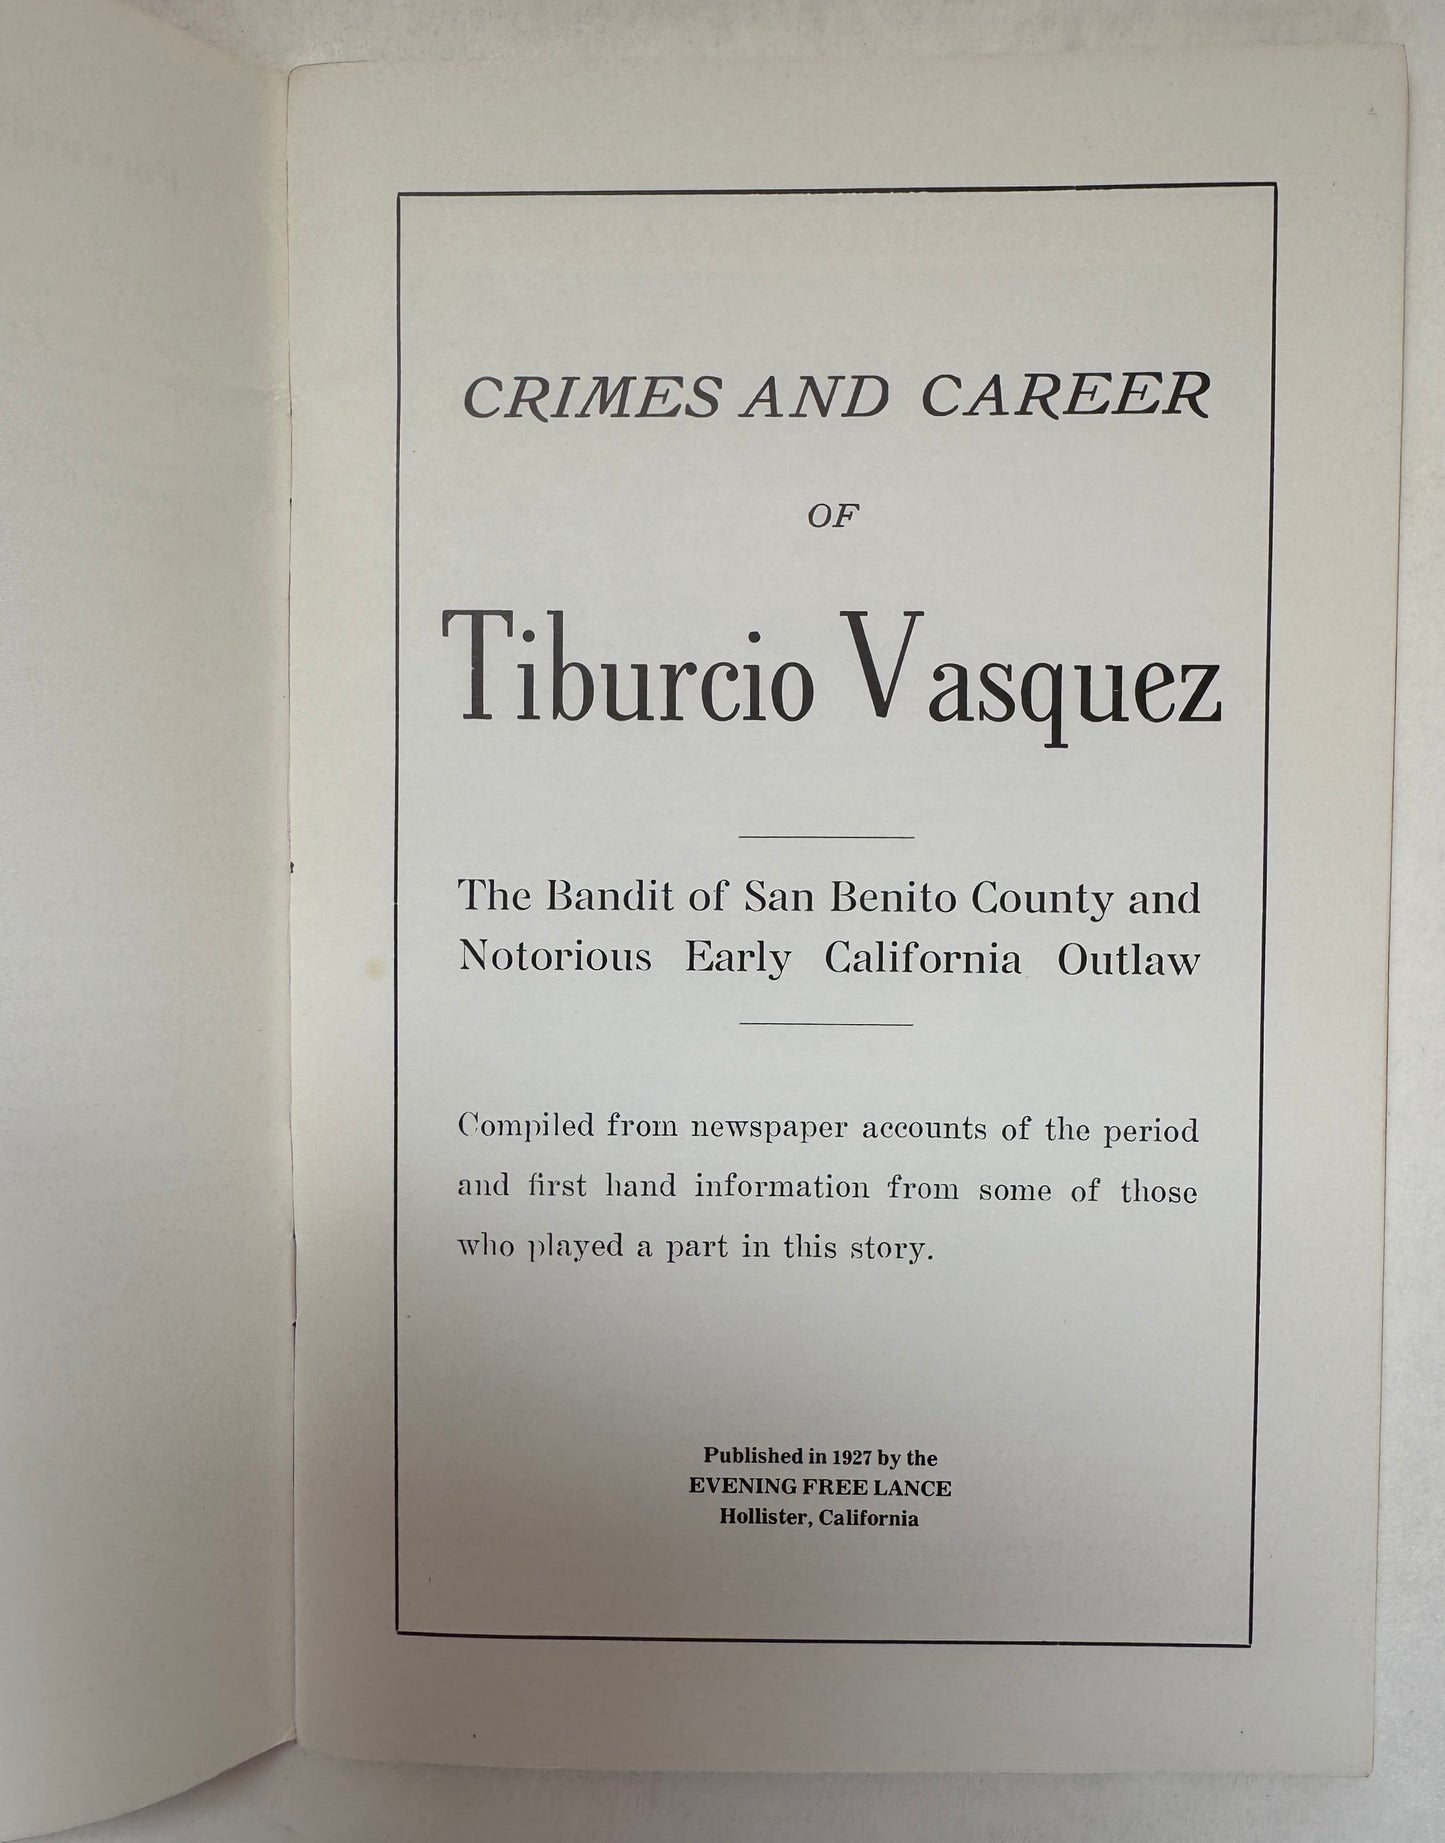 CRIMES AND CAREER
OF
Tiburcio Vasquez
The Bandit of San Benito County and
Notorious Early California Outlaw
Compiled from newspaper accounts of the period
and first hand information from some of those
who played a part in this story.
Published in 1927 by the
EVENING FREE LANCE
Hollister, California